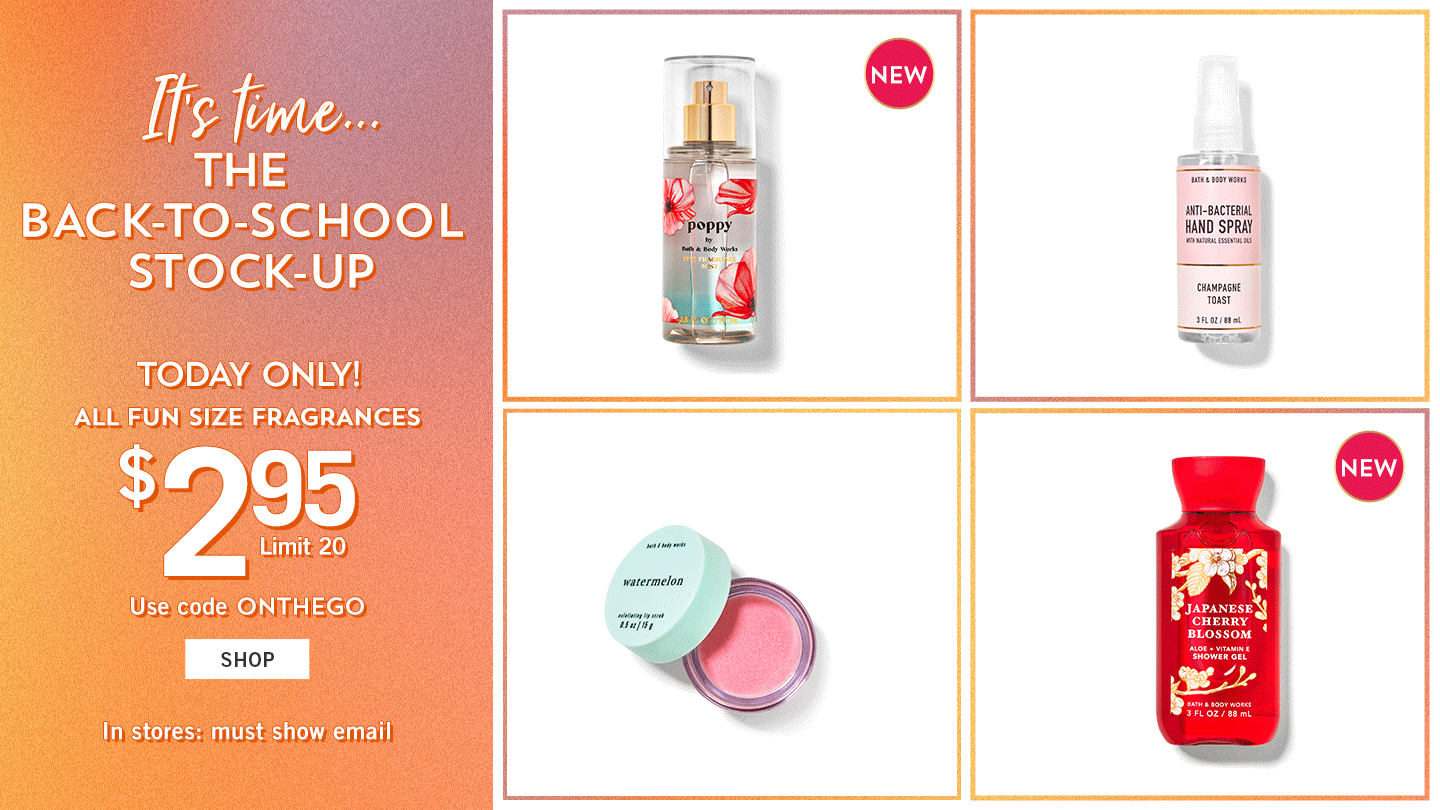 It's time...
THE
BACK-TO-SCHOOL
STOCK-UP
TODAY ONLY!
ALL FUN SIZE FRAGRANCES
$2.95
Limit 20
Use code ONTHEGO
SHOP
In stores: must show email
NEW
poppy
by
Bath & Body Works
FINE FRAGRANCE
MIST
BATH & BODY WORKS
ANTI-BACTERIAL
HAND SPRAY
WITH NATURAL ESSENTIAL OILS
CHAMPAGNE
TOAST
3 FL OZ / 88 mL
bath & body works
watermelon
exfoliating lip scrub
0.5 oz / 15 g
NEW
JAPANESE
CHERRY
BLOSSOM
ALOE + VITAMIN E
SHOWER GEL
BATH & BODY WORKS
3 FL OZ / 88 mL